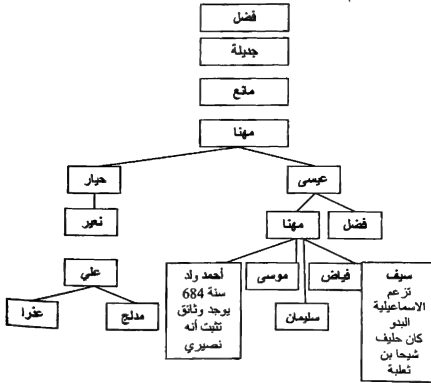 فضل
جديلة
مانع
مهنا
عيسى
حيار
فضل
مهنا
نعير
سيف
تزعم
الاسماعيلية
البدو
كان حليف
شيحا بن
ثعلبة
فياض
موسى
أحمد ولد
سنة 684
يوجد وثائق
تثبت أنه
نصيري
سليمان
علي
مدلج
عذرا